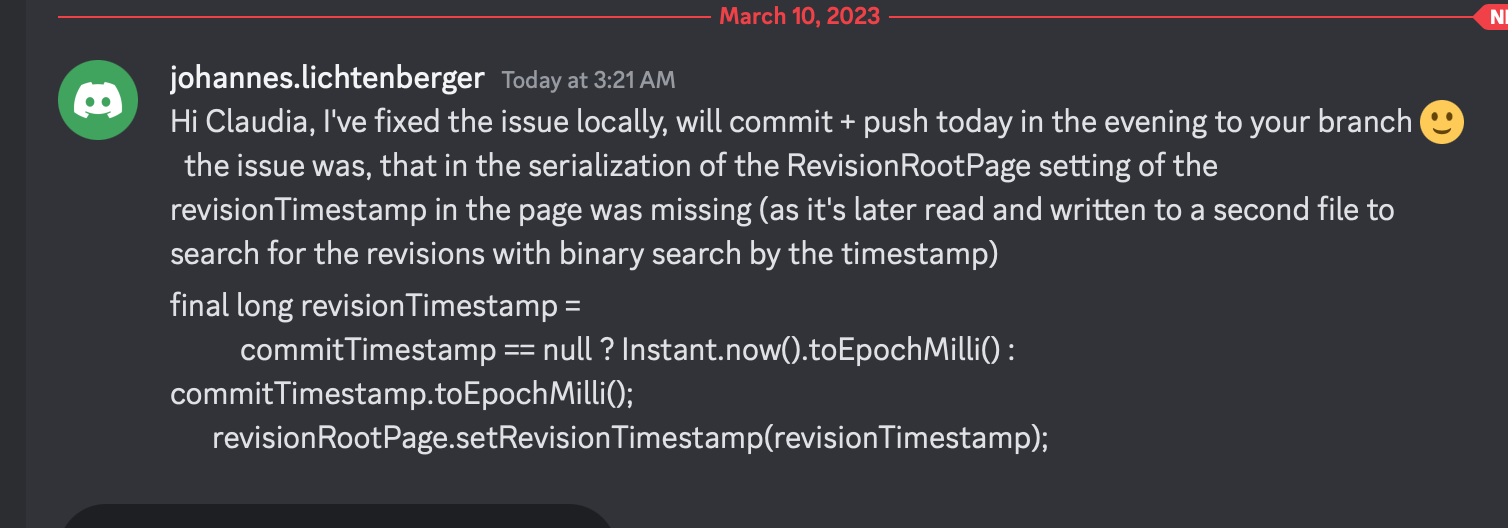 March 10, 2023
johannes.lichtenberger Today at 3:21 AM
Hi Claudia, I've fixed the issue locally, will commit + push today in the evening to your branch 🙂
the issue was, that in the serialization of the RevisionRootPage setting of the
revisionTimestamp in the page was missing (as it's later read and written to a second file to
search for the revisions with binary search by the timestamp)
final long revisionTimestamp =
commitTimestamp == null ? Instant.now().toEpochMilli() :
commitTimestamp.toEpochMilli();
revisionRootPage.setRevisionTimestamp(revisionTimestamp);